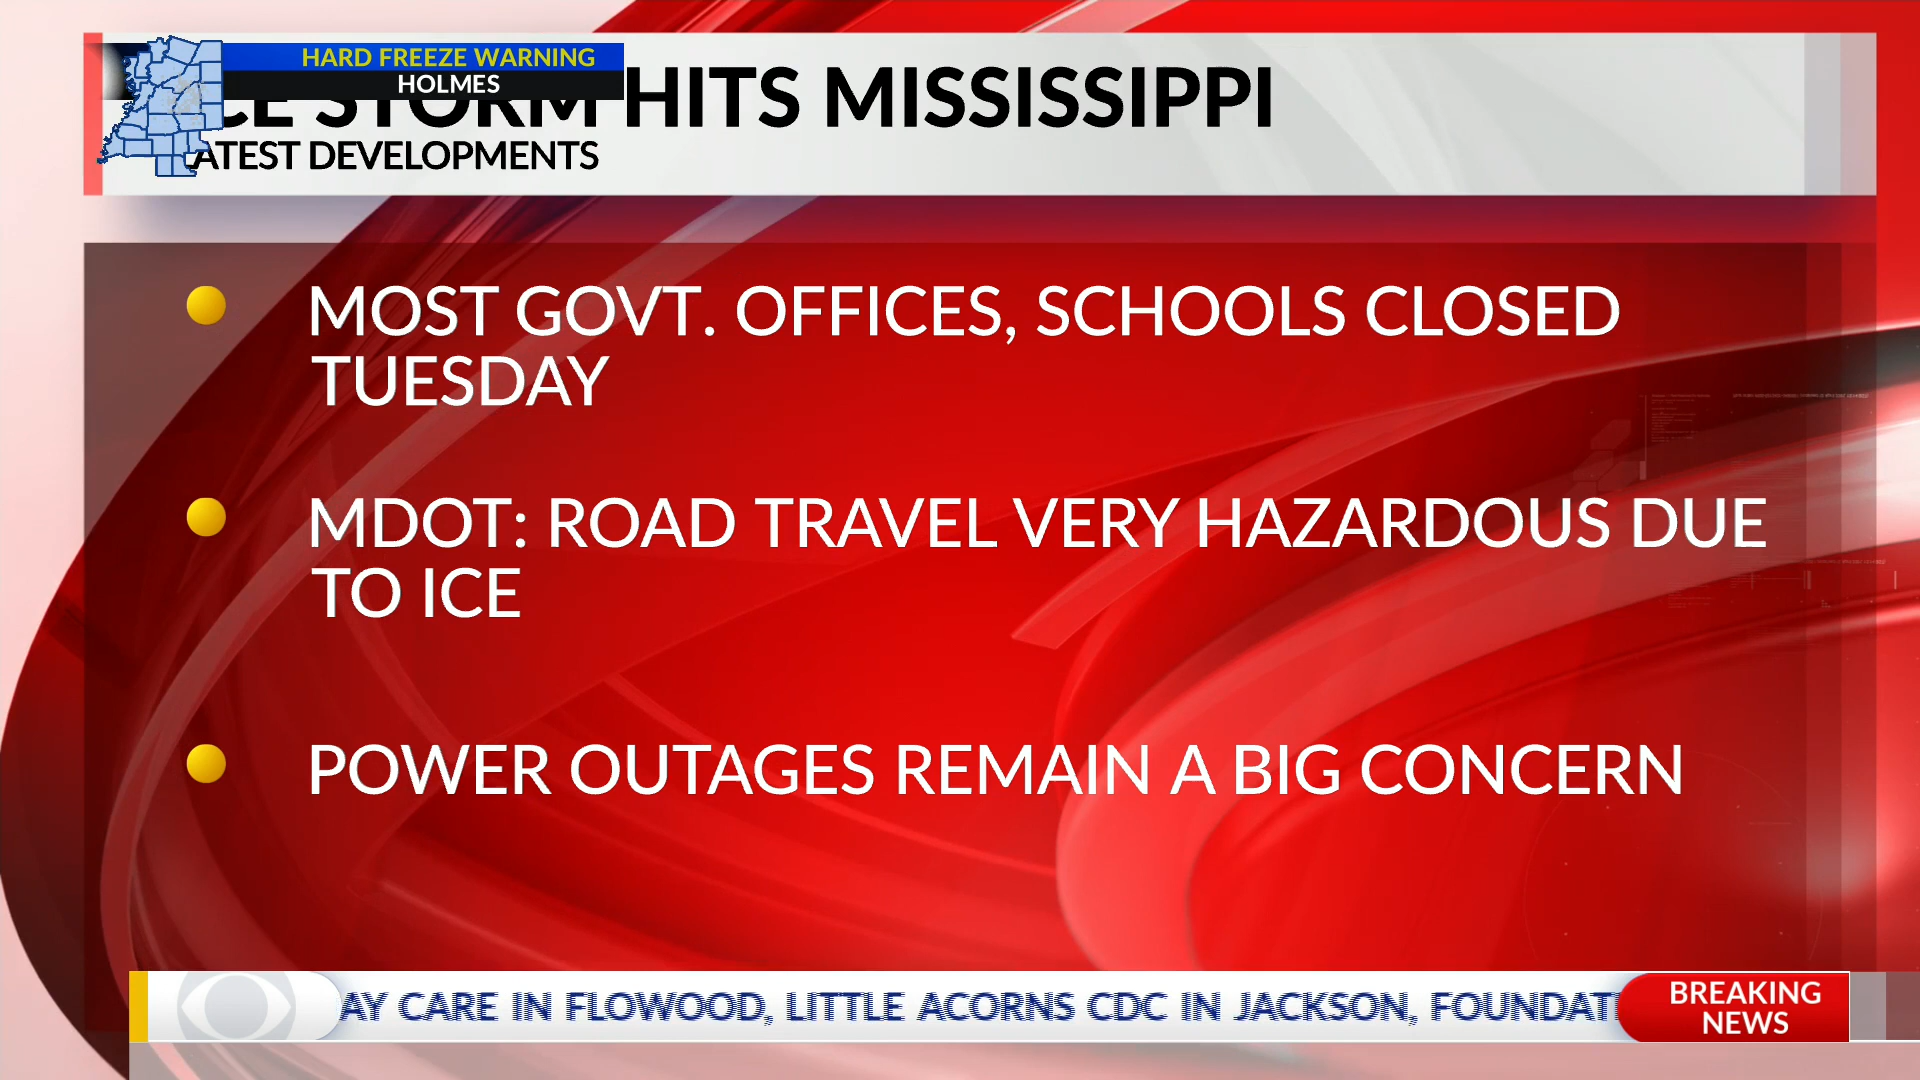 HARD FREEZE WARNING
HOLMES
CE STORM HITS MISSISSIPPI
ATEST DEVELOPMENTS
MOST GOVT. OFFICES, SCHOOLS CLOSED
TUESDAY
MDOT: ROAD TRAVEL VERY HAZARDOUS DUE
TO ICE
POWER OUTAGES REMAIN A BIG CONCERN
AY CARE IN FLOWOOD, LITTLE ACORNS CDC IN JACKSON, FOUNDAT
BREAKING
NEWS